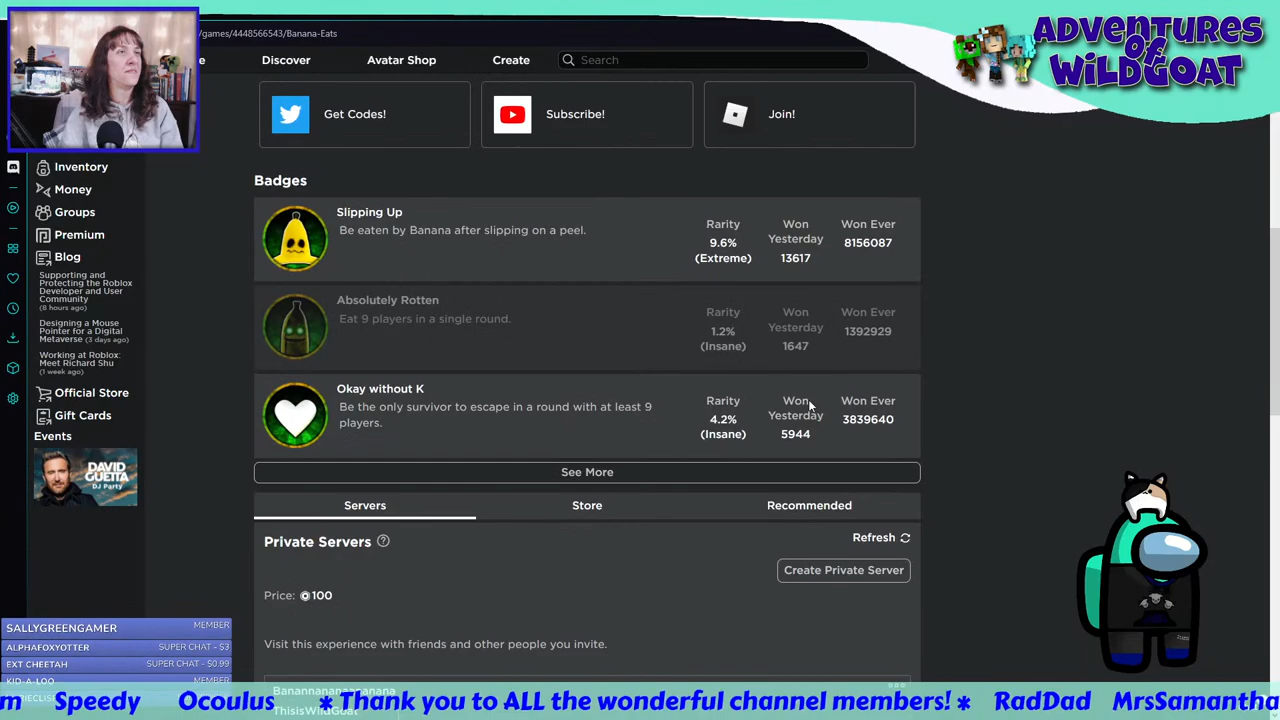 /games/4448566543/Banana-Eats
ADVENTURES
of
WILDGOAT
Discover
Avatar Shop
Create
Search
Get Codes!
Subscribe!
Join!
Inventory
Money
Groups
Premium
Blog
Supporting and
Protecting the Roblox
Developer and User
Community
(8 hours ago)
Designing a Mouse
Pointer for a Digital
Metaverse (3 days ago)
Working at Roblox:
Meet Richard Shu
(1 week ago)
Official Store
Gift Cards
Events
DAVID
GUETTA
DJ PARTY
Badges
Slipping Up
Be eaten by Banana after slipping on a peel.
Rarity
9.6%
(Extreme)
Won
Yesterday
13617
Won Ever
8156087
Absolutely Rotten
Eat 9 players in a single round.
Rarity
1.2%
(Insane)
Won
Yesterday
1647
Won Ever
1392929
Okay without K
Be the only survivor to escape in a round with at least 9
players.
Rarity
4.2%
(Insane)
Won
Yesterday
5944
Won Ever
3839640
See More
Servers
Store
Recommended
Private Servers
Refresh
Create Private Server
Price: 100
Visit this experience with friends and other people you invite.
ThisisWildGoat
SALLYGREENGAMER MEMBER
ALPHAFOXYOTTER SUPER CHAT - $3
EXT CHEETAH SUPER CHAT - $0.99
KID-A-LOO MEMBER
Speedy Oculus * Thank you to ALL the wonderful channel members! * RadDad MrsSamantha